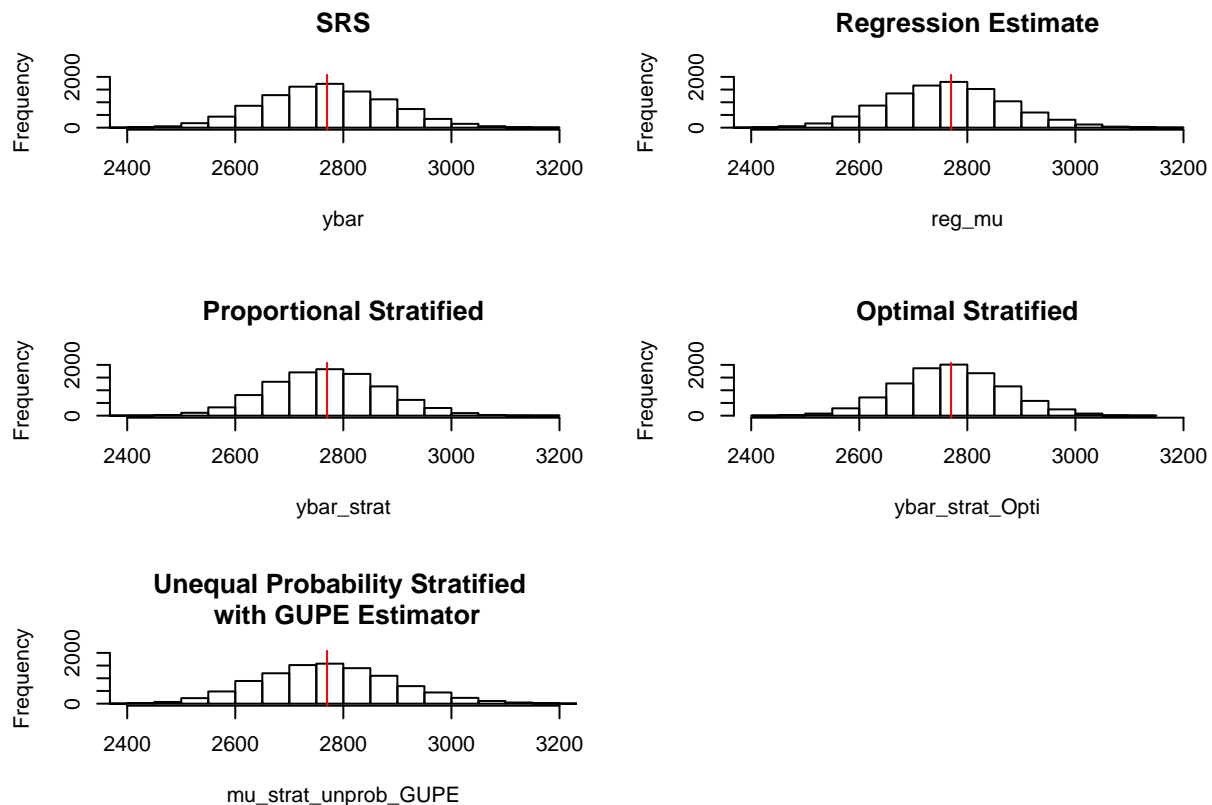 SRS
Frequency
0
2000
2400 2600 2800 3000 3200
ybar
Regression Estimate
Frequency
0
2000
2400 2600 2800 3000 3200
reg_mu
Proportional Stratified
Frequency
0
2000
2400 2600 2800 3000 3200
ybar_strat
Optimal Stratified
Frequency
0
2000
2400 2600 2800 3000 3200
ybar_strat_Opti
Unequal Probability Stratified
with GUPE Estimator
Frequency
0
2000
2400 2600 2800 3000 3200
mu_strat_unprob_GUPE